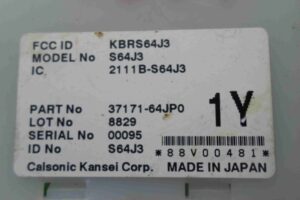 FCC ID KBRS64J3
MODEL No S64J3
IC 2111B-S64J3
PART No 37171-64JP0
LOT No 8829
SERIAL No 00095
ID No S64J3
1Y
*88V00481*
Calsonic Kansei Corp. MADE IN JAPAN